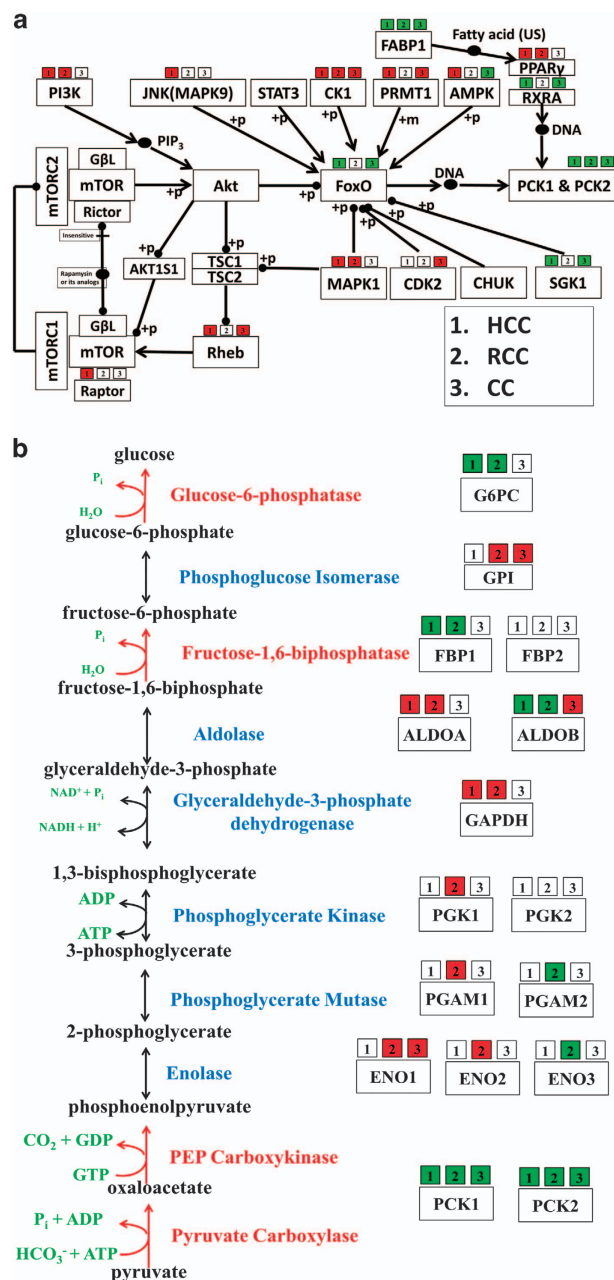 a
1 2 3
FABP1
Fatty acid (US)
1 2 3
PPARγ
1 2 3
RXRA
DNA
1 2 3
PCK1 & PCK2
1 2 3
PI3K
PIP3
1 2 3
JNK(MAPK9)
+p
STAT3
+p
1 2 3
CK1
+p
1 2 3
PRMT1
+m
1 2 3
AMPK
+p
mTORC2
GβL
mTOR
Rictor
+p
Akt
+p
1 2 3
FoxO
DNA
+p
+p
+p
+p
Insensitive
Rapamysin
or its analogs
+p
AKT1S1
+p
+p
TSC1
TSC2
+p
1 2 3
MAPK1
1 2 3
CDK2
CHUK
1 2 3
SGK1
mTORC1
GβL
mTOR
1 2 3
Raptor
1 2 3
Rheb
1. HCC
2. RCC
3. CC
b
glucose
Pi
H2O
Glucose-6-phosphatase
1 2 3
G6PC
glucose-6-phosphate
Phosphoglucose Isomerase
1 2 3
GPI
fructose-6-phosphate
Pi
H2O
Fructose-1,6-biphosphatase
1 2 3
FBP1
1 2 3
FBP2
fructose-1,6-biphosphate
Aldolase
1 2 3
ALDOA
1 2 3
ALDOB
glyceraldehyde-3-phosphate
NAD+ + Pi
NADH + H+
Glyceraldehyde-3-phosphate
dehydrogenase
1 2 3
GAPDH
1,3-bisphosphoglycerate
ADP
ATP
Phosphoglycerate Kinase
1 2 3
PGK1
1 2 3
PGK2
3-phosphoglycerate
Phosphoglycerate Mutase
1 2 3
PGAM1
1 2 3
PGAM2
2-phosphoglycerate
Enolase
1 2 3
ENO1
1 2 3
ENO2
1 2 3
ENO3
phosphoenolpyruvate
CO2 + GDP
GTP
PEP Carboxykinase
oxaloacetate
1 2 3
PCK1
1 2 3
PCK2
Pi + ADP
HCO3- + ATP
Pyruvate Carboxylase
pyruvate